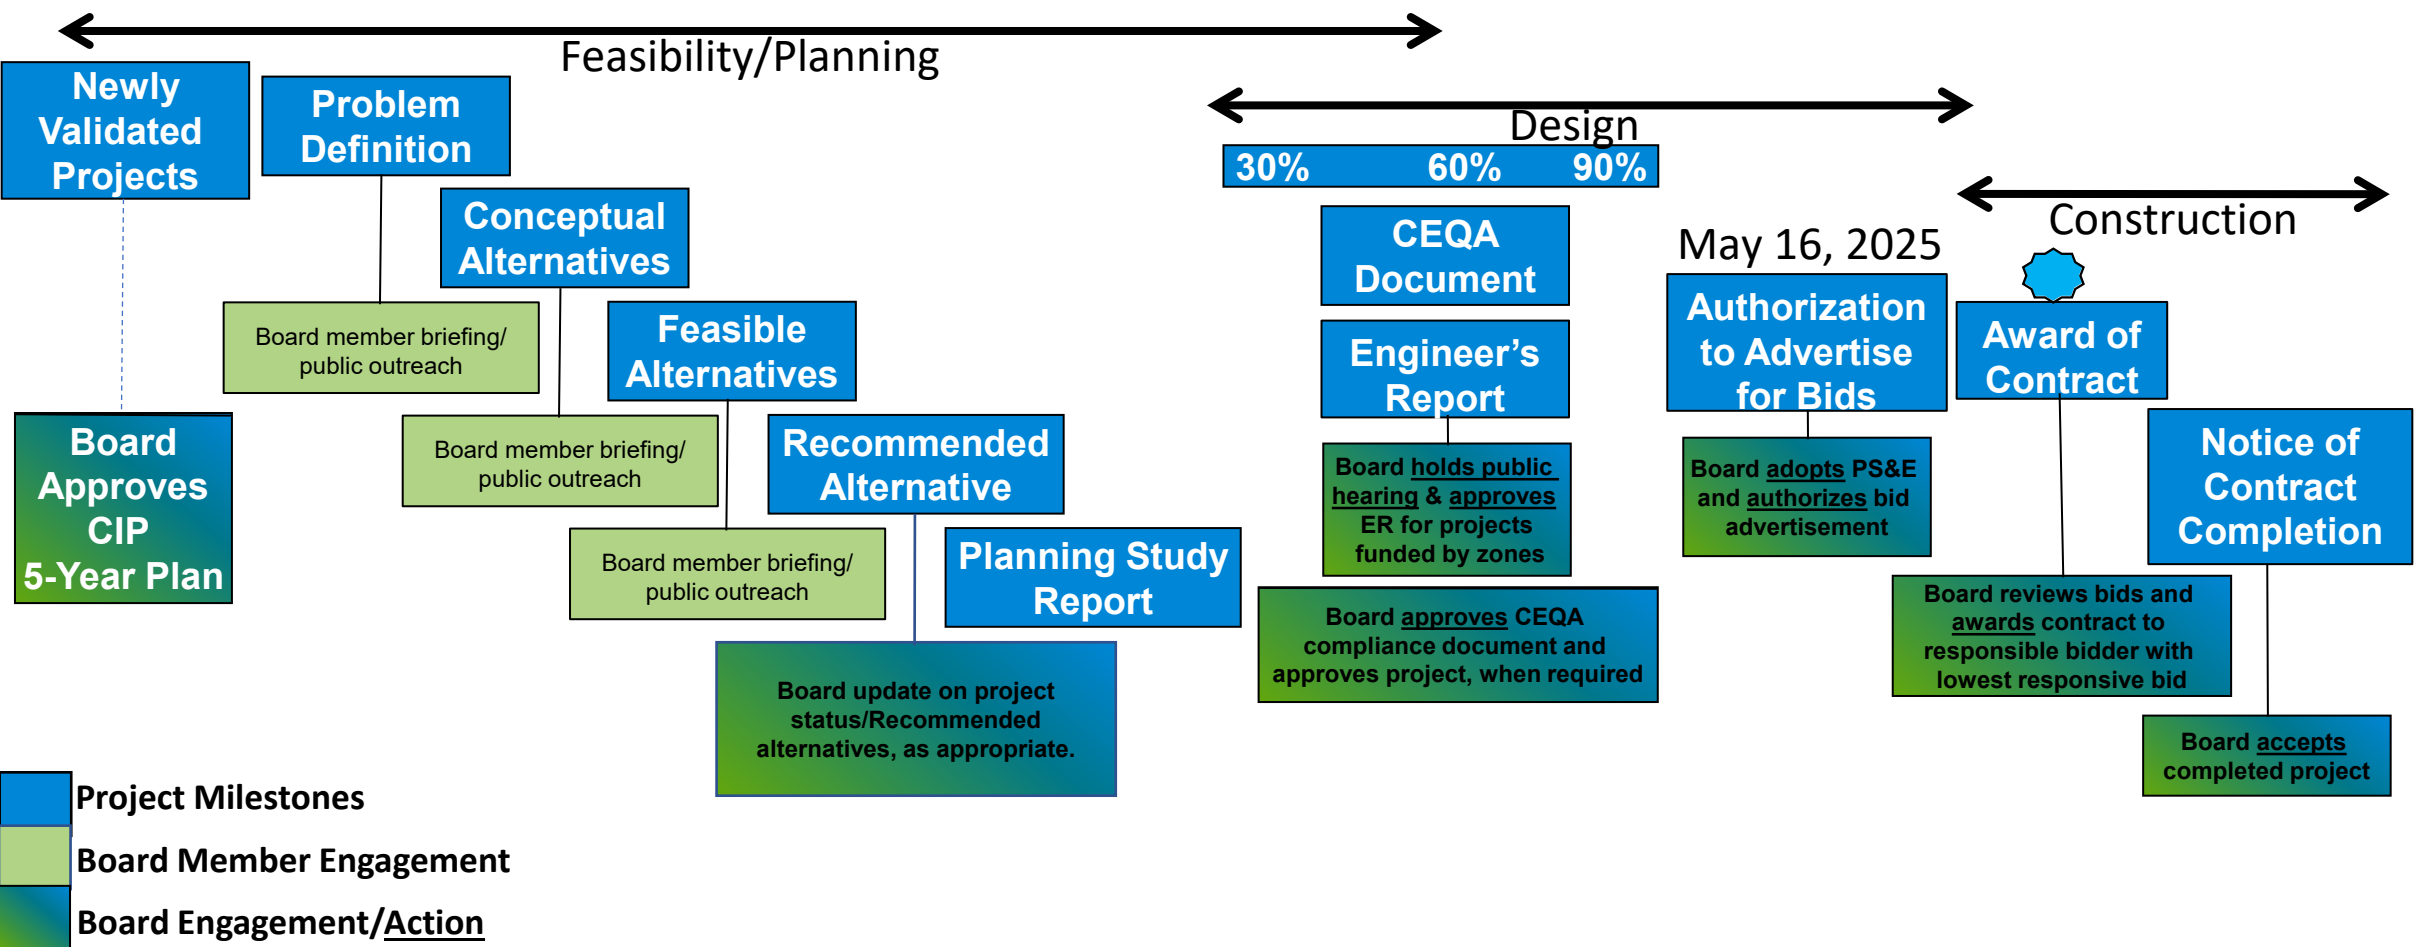 Feasibility/Planning
Newly
Validated
Projects
Problem
Definition
Conceptual
Alternatives
Board member briefing/
public outreach
Feasible
Alternatives
Board member briefing/
public outreach
Recommended
Alternative
Board member briefing/
public outreach
Planning Study
Report
Board
Approves
CIP
5-Year Plan
Board update on project
status/Recommended
alternatives, as appropriate.
Design
30% 60% 90%
CEQA
Document
Engineer’s
Report
Board holds public
hearing & approves
ER for projects
funded by zones
Board approves CEQA
compliance document and
approves project, when required
May 16, 2025
Authorization
to Advertise
for Bids
Board adopts PS&E
and authorizes bid
advertisement
Construction
Award of
Contract
Notice of
Contract
Completion
Board reviews bids and
awards contract to
responsible bidder with
lowest responsive bid
Board accepts
completed project
Project Milestones
Board Member Engagement
Board Engagement/Action